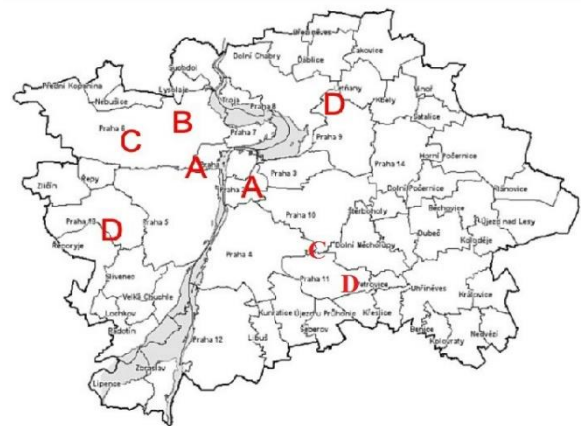 Březiněves
Ďáblice
Čakovice
Dolní Chabry
Suchdol
Lysolaje
Přední Kopanina
Nebušice
Troja
Praha 8
Letňany
D
Kbely
Vinoř
Satalice
B
Praha 6
C
Praha 7
Praha 9
A
Praha 14
Horní Počernice
Praha 3
A
Zličín
Řepy
Dolní Počernice
Klánovice
Praha 13
D
Praha 5
Praha 10
Štěrboholy
Běchovice
Újezd nad Lesy
Řeporyje
Praha 4
C
Dolní Měcholupy
Dubeč
Koloděje
Slivenec
Praha 11
D
Petrovice
Uhříněves
Královice
Velká Chuchle
Lochkov
Radotín
Kunratice
Újezd u Průhonic
Křeslice
Šeberov
Praha 12
Libuš
Benice
Kolovraty
Nedvězí
Zbraslav
Lipence